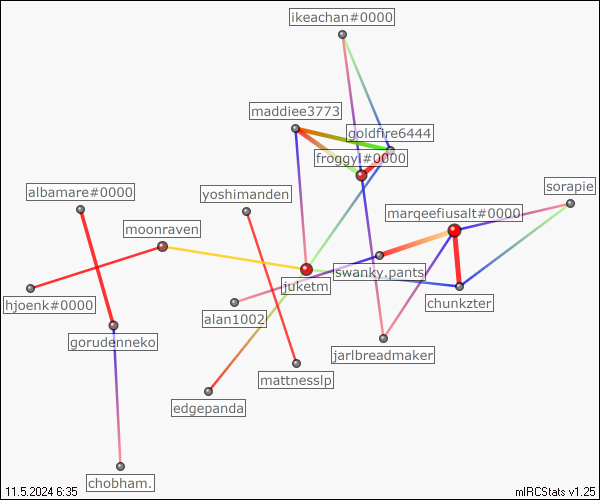 ikeachan#0000
maddiee3773
goldfire6444
froggyl#0000
albamare#0000
yoshimanden
sorapie
marqeefiusalt#0000
moonraven
swanky.pants
juketm
hjoenk#0000
chunkzter
alan1002
gorudenneko
jarlbreadmaker
mattnesslp
edgepanda
chobham.
11.5.2024 6:35
mIRCStats v1.25